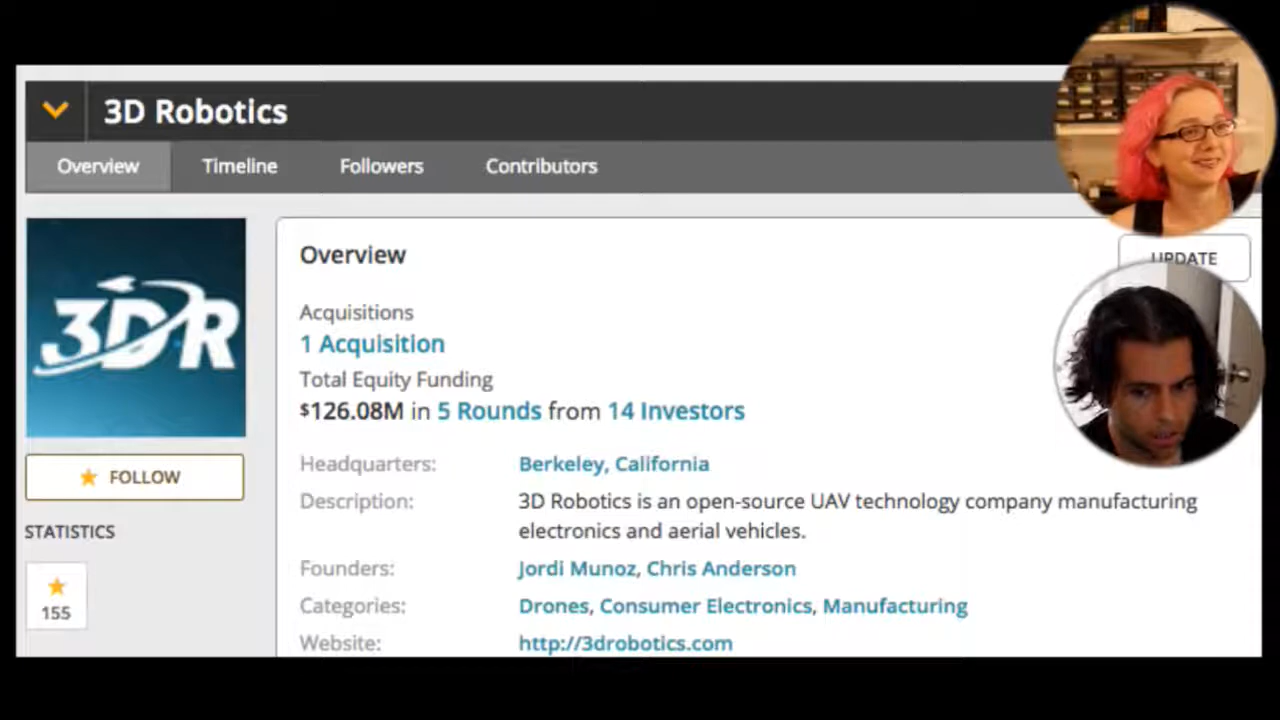 3D Robotics
Overview Timeline Followers Contributors
3DR
FOLLOW
STATISTICS
155
Overview
UPDATE
Acquisitions
1 Acquisition
Total Equity Funding
$126.08M in 5 Rounds from 14 Investors
Headquarters: Berkeley, California
Description: 3D Robotics is an open-source UAV technology company manufacturing
electronics and aerial vehicles.
Founders: Jordi Munoz, Chris Anderson
Categories: Drones, Consumer Electronics, Manufacturing
Website: http://3drobotics.com